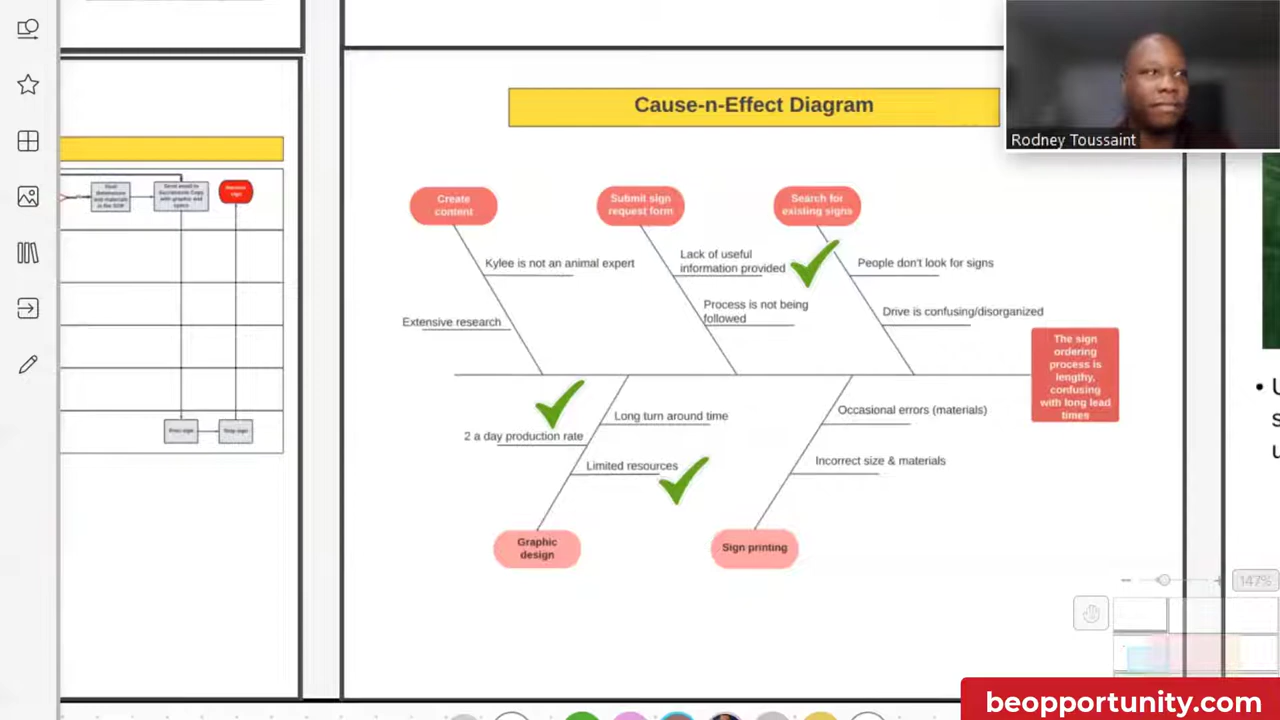 Cause-n-Effect Diagram
Rodney Toussaint
Create
content
Submit sign
request form
Search for
existing signs
Kylee is not an animal expert
Extensive research
Lack of useful
information provided
Process is not being
followed
People don't look for signs
Drive is confusing/disorganized
The sign
ordering
process is
lengthy,
confusing
with long lead
times
Long turn around time
2 a day production rate
Limited resources
Occasional errors (materials)
Incorrect size & materials
Graphic
design
Sign printing
147%
beopportunity.com